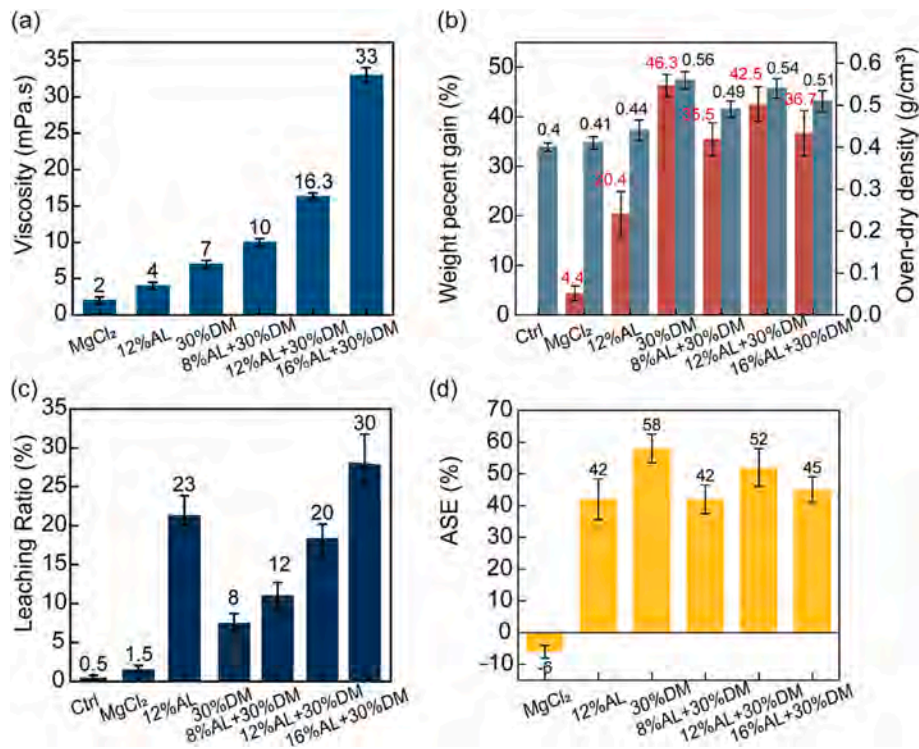 (a)
Viscosity (mPa.s)
35
30
25
20
15
10
5
0
2
4
7
10
16.3
33
MgCl₂
12%AL
30%DM
8%AL+30%DM
12%AL+30%DM
16%AL+30%DM
(b)
Weight pecent gain (%)
50
40
30
20
10
0
0.4
4.4
0.41
20.4
0.44
46.3
0.56
35.5
0.49
42.5
0.54
36.7
0.51
0.6
0.5
0.4
0.3
0.2
0.1
0.0
Oven-dry density (g/cm³)
Ctrl
MgCl₂
12%AL
30%DM
8%AL+30%DM
12%AL+30%DM
16%AL+30%DM
(c)
Leaching Ratio (%)
35
30
25
20
15
10
5
0
0.5
1.5
23
8
12
20
30
Ctrl
MgCl₂
12%AL
30%DM
8%AL+30%DM
12%AL+30%DM
16%AL+30%DM
(d)
ASE (%)
70
60
50
40
30
20
10
0
-10
-6
42
58
42
52
45
MgCl₂
12%AL
30%DM
8%AL+30%DM
12%AL+30%DM
16%AL+30%DM